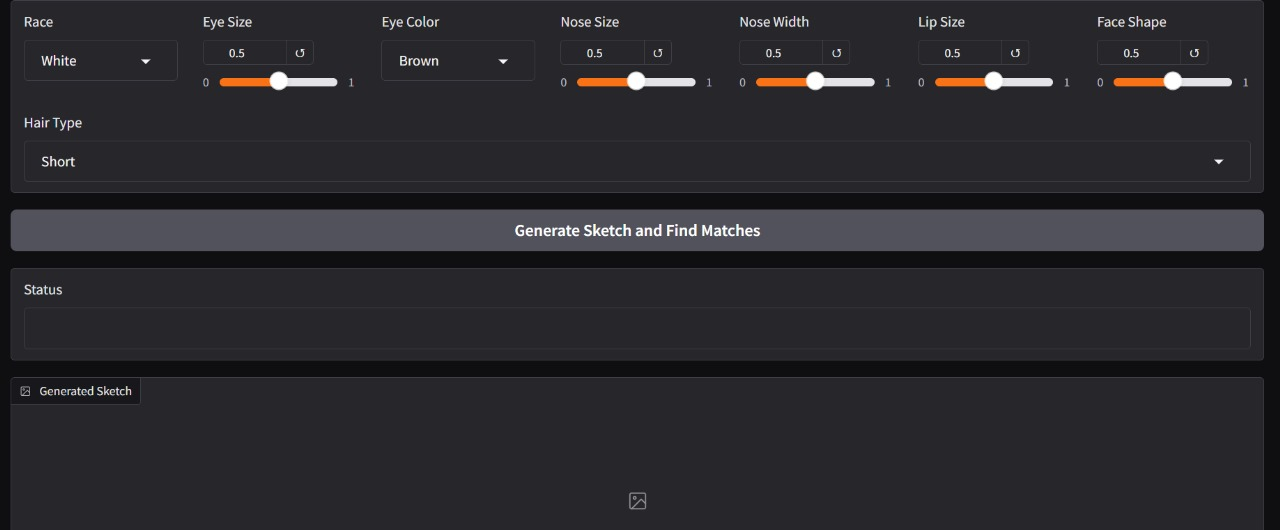 Race Eye Size Eye Color Nose Size Nose Width Lip Size Face Shape
White 0.5 ↺ Brown 0.5 ↺ 0.5 ↺ 0.5 ↺ 0.5 ↺
0 1 0 1 0 1 0 1 0 1
Hair Type
Short
Generate Sketch and Find Matches
Status
Generated Sketch